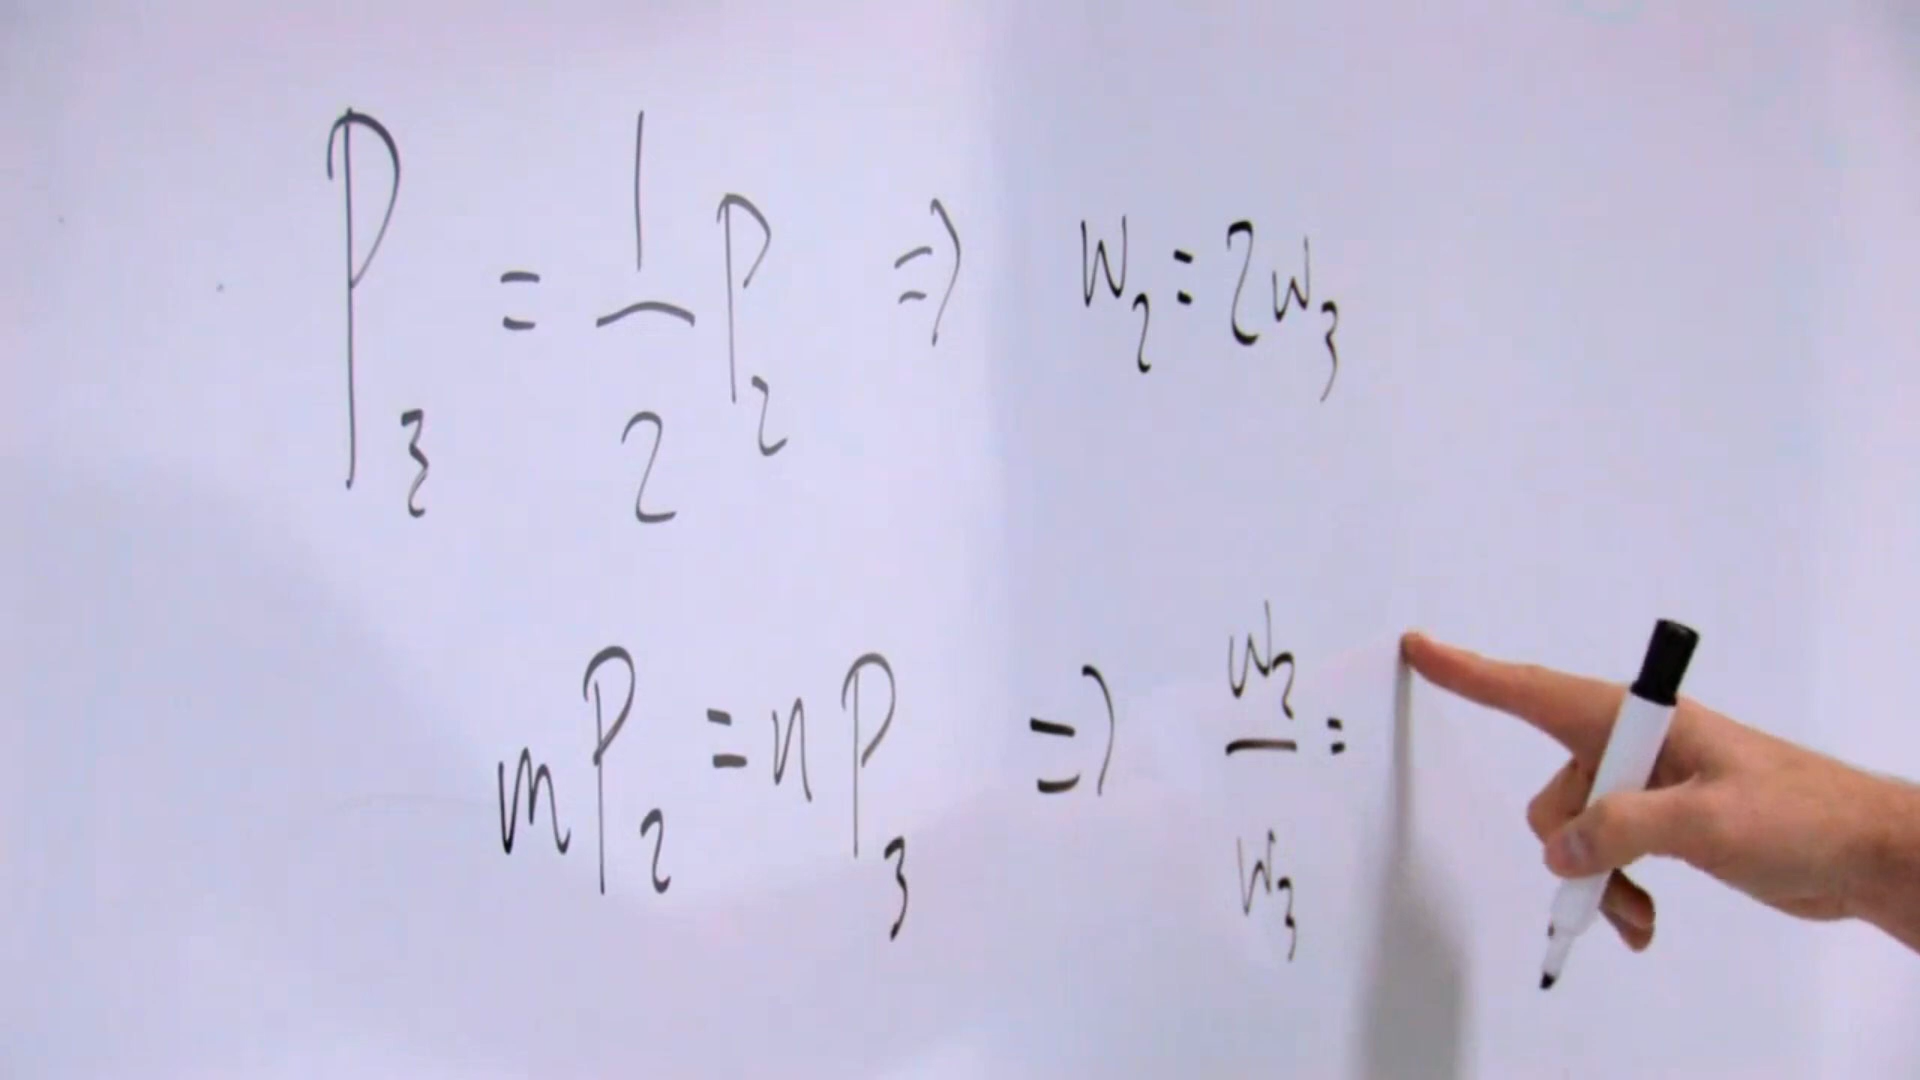 P₃ = 1/2 P₂ => W₂ = 2W₃
mP₂ = nP₃ => W₂/W₃ =